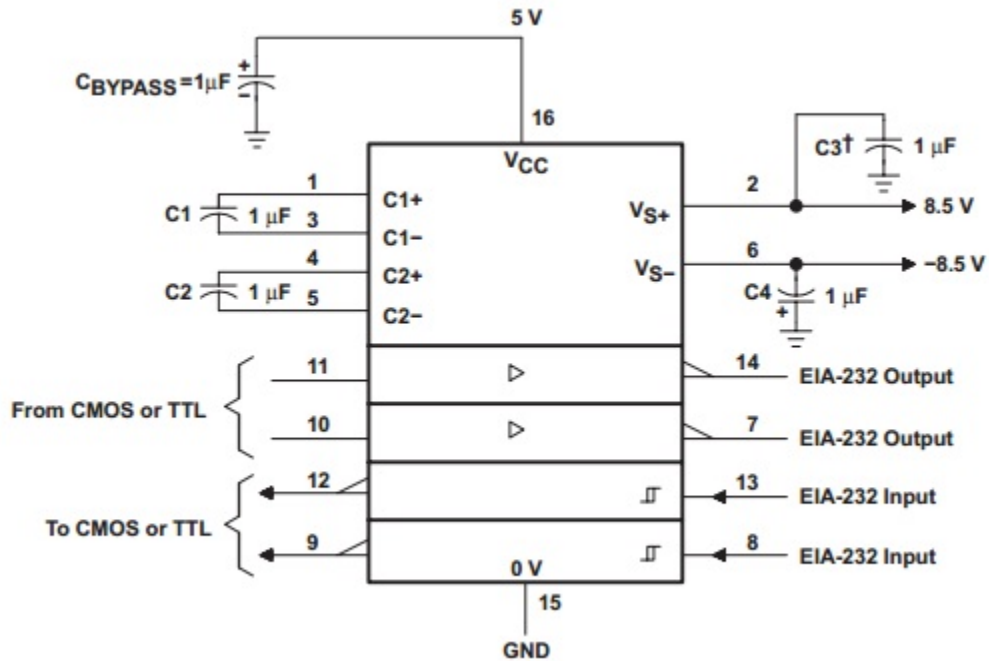 5 V
CBYPASS=1µF
+
−
16
VCC
C3†
1 µF
1
C1+
2
VS+
8.5 V
C1
1 µF
3
C1−
4
C2+
6
VS−
−8.5 V
C2
1 µF
5
C2−
C4
+
1 µF
11
14
EIA-232 Output
From CMOS or TTL
10
7
EIA-232 Output
12
13
EIA-232 Input
To CMOS or TTL
9
8
EIA-232 Input
0 V
15
GND